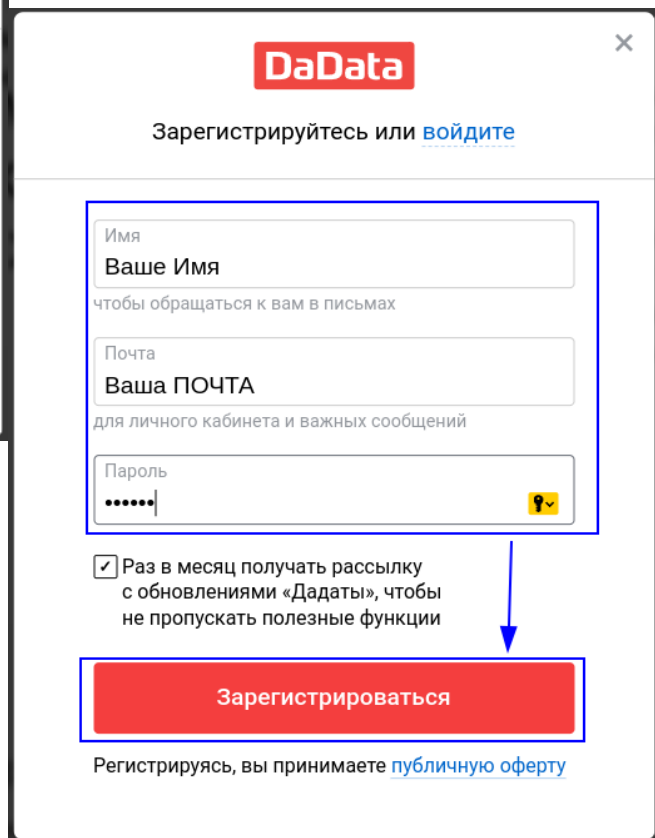 DaData
Зарегистрируйтесь или войдите
Имя
Ваше Имя
чтобы обращаться к вам в письмах
Почта
Ваша ПОЧТА
для личного кабинета и важных сообщений
Пароль
••••••
Раз в месяц получать рассылку
с обновлениями «Дадаты», чтобы
не пропускать полезные функции
Зарегистрироваться
Регистрируясь, вы принимаете публичную оферту